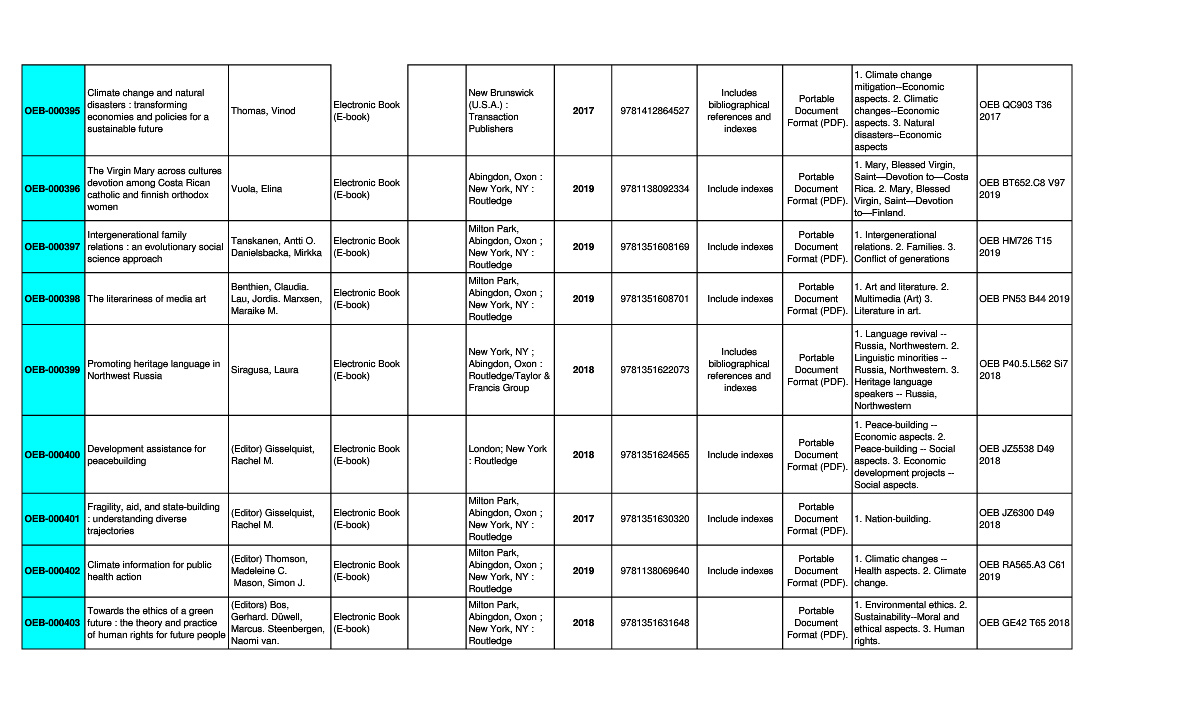 OEB-000395
Climate change and natural
disasters : transforming
economies and policies for a
sustainable future
Thomas, Vinod
Electronic Book
(E-book)
New Brunswick
(U.S.A.) :
Transaction
Publishers
2017
9781412864527
Includes
bibliographical
references and
indexes
Portable
Document
Format (PDF).
1. Climate change
mitigation--Economic
aspects. 2. Climatic
changes--Economic
aspects. 3. Natural
disasters--Economic
aspects
OEB QC903 T36
2017
OEB-000396
The Virgin Mary across cultures
devotion among Costa Rican
catholic and finnish orthodox
women
Vuola, Elina
Electronic Book
(E-book)
Abingdon, Oxon :
New York, NY :
Routledge
2019
9781138092334
Include indexes
Portable
Document
Format (PDF).
1. Mary, Blessed Virgin,
Saint—Devotion to—Costa
Rica. 2. Mary, Blessed
Virgin, Saint—Devotion
to—Finland.
OEB BT652.C8 V97
2019
OEB-000397
Intergenerational family
relations : an evolutionary social
science approach
Tanskanen, Antti O.
Danielsbacka, Mirkka
Electronic Book
(E-book)
Milton Park,
Abingdon, Oxon ;
New York, NY :
Routledge
2019
9781351608169
Include indexes
Portable
Document
Format (PDF).
1. Intergenerational
relations. 2. Families. 3.
Conflict of generations
OEB HM726 T15
2019
OEB-000398
The literariness of media art
Benthien, Claudia.
Lau, Jordis. Marxsen,
Maraike M.
Electronic Book
(E-book)
Milton Park,
Abingdon, Oxon ;
New York, NY :
Routledge
2019
9781351608701
Include indexes
Portable
Document
Format (PDF).
1. Art and literature. 2.
Multimedia (Art) 3.
Literature in art.
OEB PN53 B44 2019
OEB-000399
Promoting heritage language in
Northwest Russia
Siragusa, Laura
Electronic Book
(E-book)
New York, NY ;
Abingdon, Oxon :
Routledge/Taylor &
Francis Group
2018
9781351622073
Includes
bibliographical
references and
indexes
Portable
Document
Format (PDF).
1. Language revival --
Russia, Northwestern. 2.
Linguistic minorities --
Russia, Northwestern. 3.
Heritage language
speakers -- Russia,
Northwestern
OEB P40.5.L562 Si7
2018
OEB-000400
Development assistance for
peacebuilding
(Editor) Gisselquist,
Rachel M.
Electronic Book
(E-book)
London; New York
: Routledge
2018
9781351624565
Include indexes
Portable
Document
Format (PDF).
1. Peace-building --
Economic aspects. 2.
Peace-building -- Social
aspects. 3. Economic
development projects --
Social aspects.
OEB JZ5538 D49
2018
OEB-000401
Fragility, aid, and state-building
: understanding diverse
trajectories
(Editor) Gisselquist,
Rachel M.
Electronic Book
(E-book)
Milton Park,
Abingdon, Oxon ;
New York, NY :
Routledge
2017
9781351630320
Include indexes
Portable
Document
Format (PDF).
1. Nation-building.
OEB JZ6300 D49
2018
OEB-000402
Climate information for public
health action
(Editor) Thomson,
Madeleine C.
Mason, Simon J.
Electronic Book
(E-book)
Milton Park,
Abingdon, Oxon ;
New York, NY :
Routledge
2019
9781138069640
Include indexes
Portable
Document
Format (PDF).
1. Climatic changes --
Health aspects. 2. Climate
change.
OEB RA565.A3 C61
2019
OEB-000403
Towards the ethics of a green
future : the theory and practice
of human rights for future people
(Editors) Bos,
Gerhard. Düwell,
Marcus. Steenbergen,
Naomi van.
Electronic Book
(E-book)
Milton Park,
Abingdon, Oxon ;
New York, NY :
Routledge
2018
9781351631648
Include indexes
Portable
Document
Format (PDF).
1. Environmental ethics. 2.
Sustainability--Moral and
ethical aspects. 3. Human
rights.
OEB GE42 T65 2018